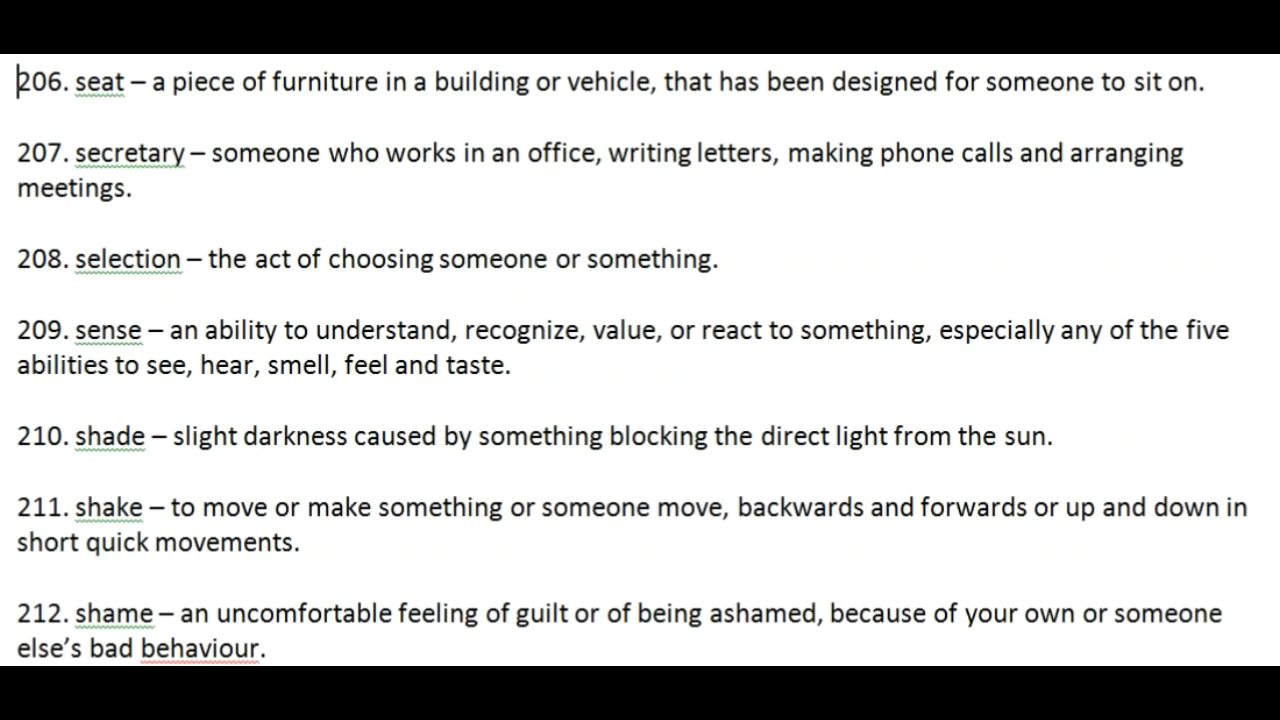 206. seat – a piece of furniture in a building or vehicle, that has been designed for someone to sit on.
207. secretary – someone who works in an office, writing letters, making phone calls and arranging
meetings.
208. selection – the act of choosing someone or something.
209. sense – an ability to understand, recognize, value, or react to something, especially any of the five
abilities to see, hear, smell, feel and taste.
210. shade – slight darkness caused by something blocking the direct light from the sun.
211. shake – to move or make something or someone move, backwards and forwards or up and down in
short quick movements.
212. shame – an uncomfortable feeling of guilt or of being ashamed, because of your own or someone
else’s bad behaviour.